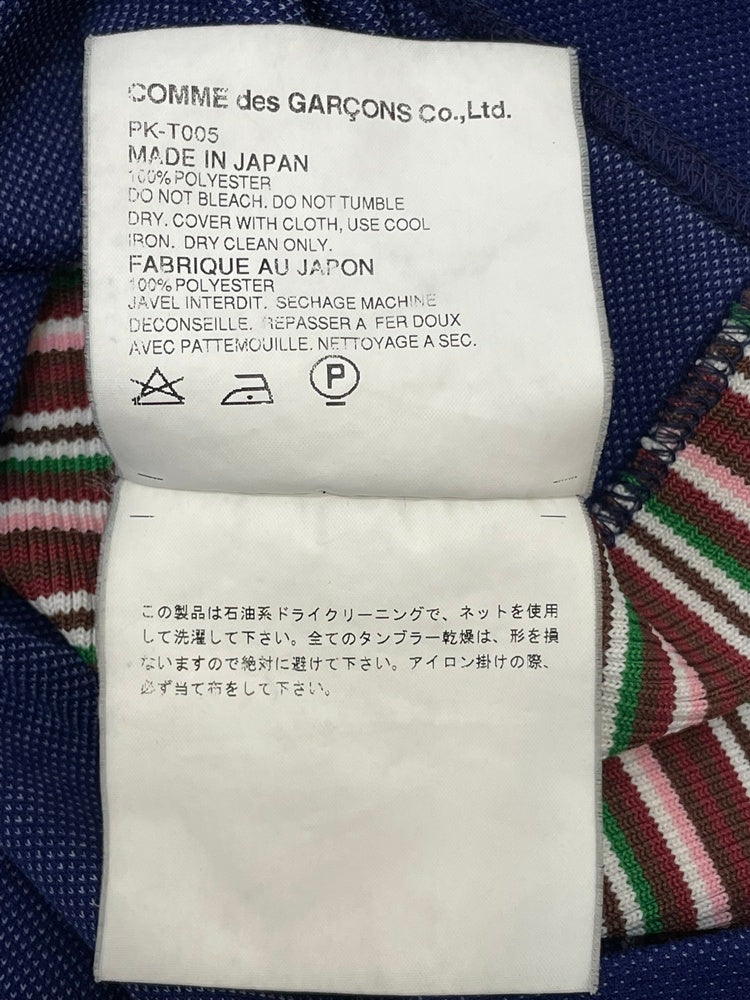 COMME des GARÇONS Co.,Ltd.
PK-T005
MADE IN JAPAN
100% POLYESTER
DO NOT BLEACH. DO NOT TUMBLE
DRY. COVER WITH CLOTH, USE COOL
IRON. DRY CLEAN ONLY.
FABRIQUE AU JAPON
100% POLYESTER
JAVEL INTERDIT. SECHAGE MACHINE
DECONSEILLE. REPASSER A FER DOUX
AVEC PATTEMOUILLE. NETTOYAGE A SEC.
P
この製品は石油系ドライクリーニングで、ネットを使用
して洗濯して下さい。全てのタンブラー乾燥は、形を損
ないますので絶対に避けて下さい。アイロン掛けの際、
必ず当て布をして下さい。